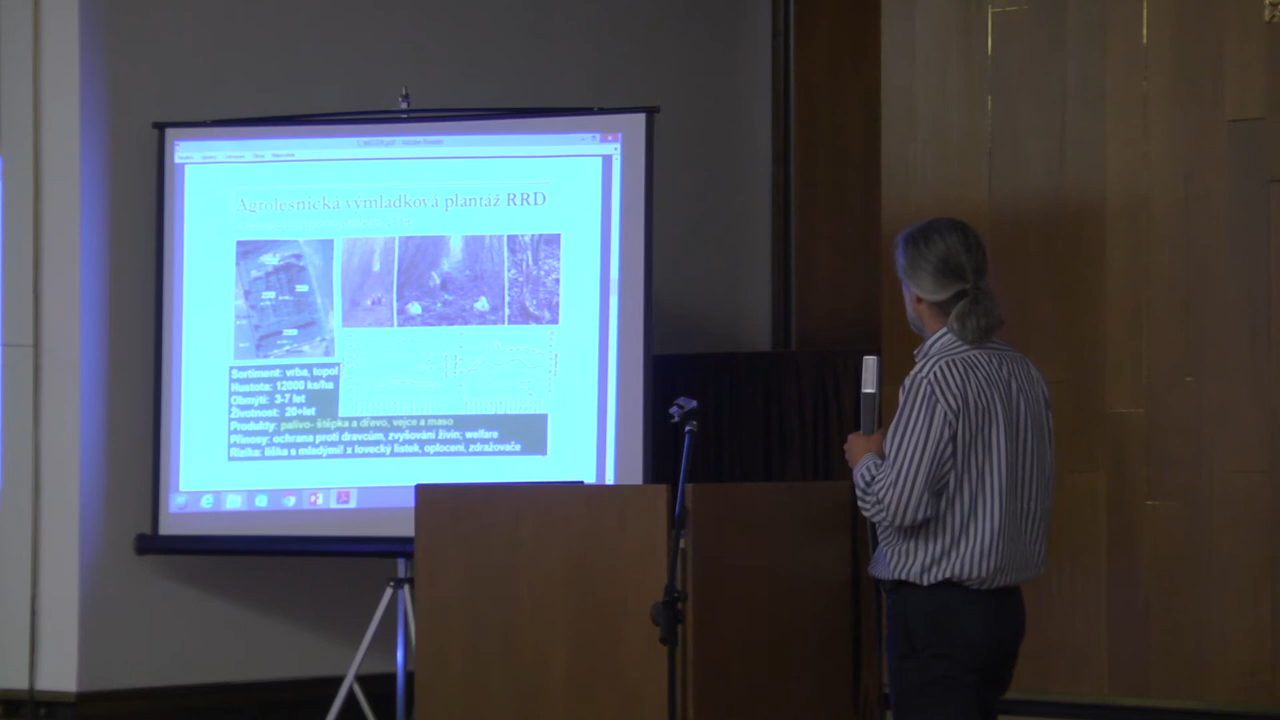 Agrolesnická výmladková plantáž RRD
Sortiment: vrba, topol
Hustota: 12000 ks/ha
Obmýtí: 3-7 let
Životnost: 20+let
Produkty: palivo- štěpka a dřevo, vejce a maso
Přínosy: ochrana proti dravcům, zvyšování živin; welfare
Rizika: liška s mladými! x lovecký lístek, oplocení, zdražovače